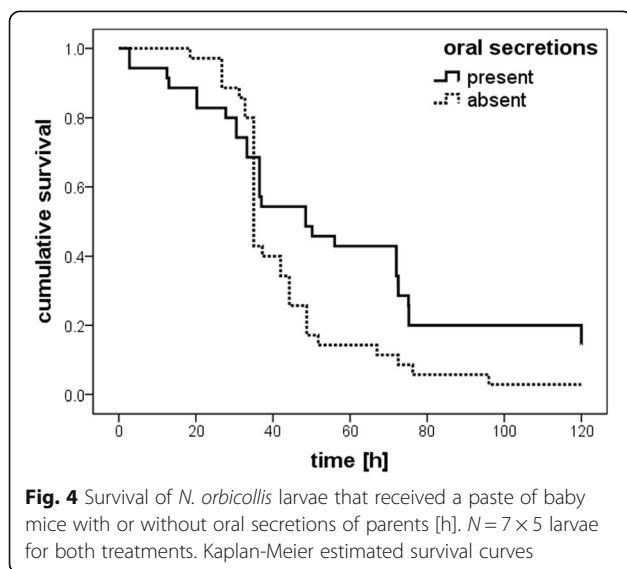 oral secretions
present
absent
1.0
0.8
0.6
0.4
0.2
0.0
cumulative survival
0 20 40 60 80 100 120
time [h]
Fig. 4 Survival of N. orbicollis larvae that received a paste of baby
mice with or without oral secretions of parents [h]. N = 7 × 5 larvae
for both treatments. Kaplan-Meier estimated survival curves